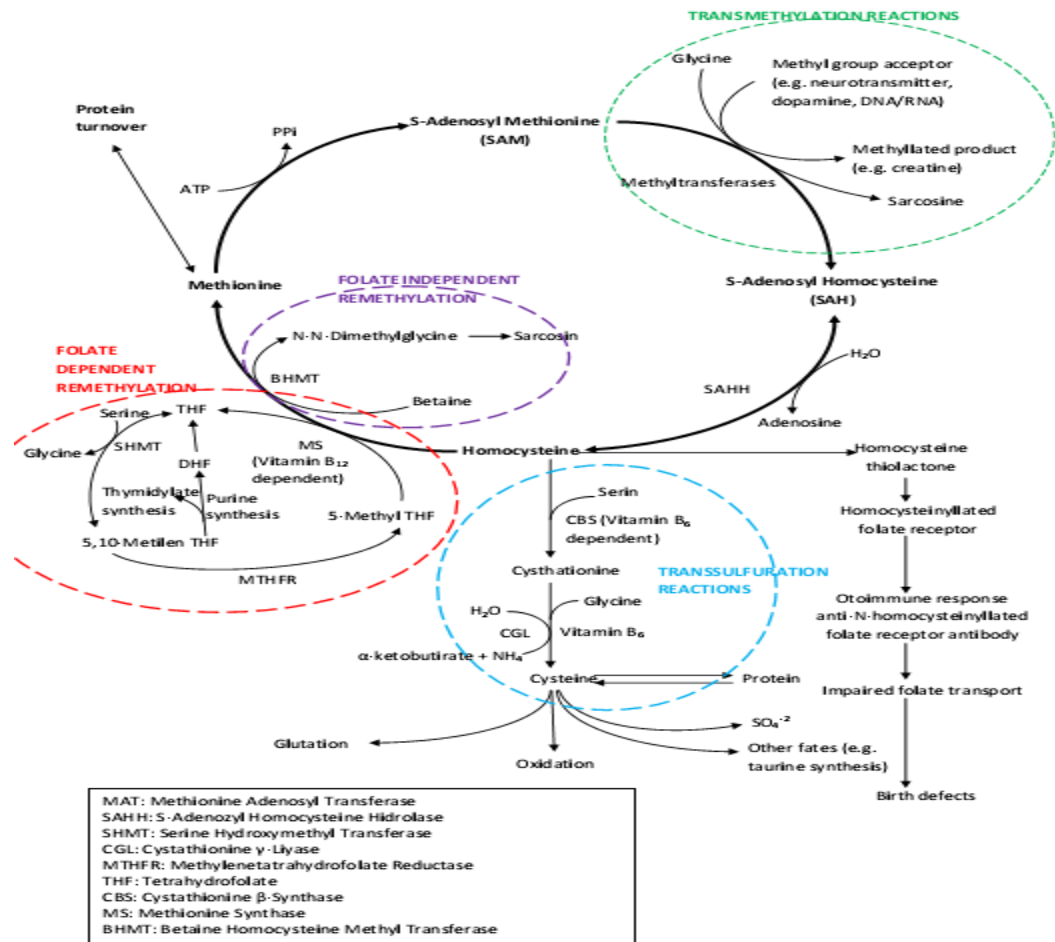 TRANSMETHYLATION REACTIONS
Glycine
Methyl group acceptor
(e.g. neurotransmitter,
dopamine, DNA/RNA)
Protein
turnover
PPi
S-Adenosyl Methionine
(SAM)
Methyllated product
(e.g. creatine)
ATP
Methyltransferases
Sarcosine
Methionine
FOLATE INDEPENDENT
REMETHYLATION
S-Adenosyl Homocysteine
(SAH)
N-N-Dimethylglycine
Sarcosin
FOLATE
DEPENDENT
REMETHYLATION
H₂O
BHMT
SAHH
Betaine
Serine
THF
Adenosine
SHMT
MS
(Vitamin B₁₂
dependent)
Glycine
Homocysteine
Homocysteine
thiolactone
DHF
Thymidylate
synthesis
Purine
synthesis
Serin
5-Methyl THF
CBS (Vitamin B₆
dependent)
Homocysteinyllated
folate receptor
5,10-Metilen THF
MTHFR
Cysthationine
TRANSSULFURATION
REACTIONS
H₂O
Glycine
Otoimmune response
anti-N-homocysteinyllated
folate receptor antibody
CGL
Vitamin B₆
α-ketobutirate + NH₄
Cysteine
Protein
Impaired folate transport
SO₄⁻²
Glutation
Other fates (e.g.
taurine synthesis)
Oxidation
Birth defects
MAT: Methionine Adenosyl Transferase
SAHH: S-Adenozyl Homocysteine Hidrolase
SHMT: Serine Hydroxymethyl Transferase
CGL: Cystathionine γ-Liyase
MTHFR: Methylenetatrahydrofolate Reductase
THF: Tetrahydrofolate
CBS: Cystathionine β-Synthase
MS: Methionine Synthase
BHMT: Betaine Homocysteine Methyl Transferase